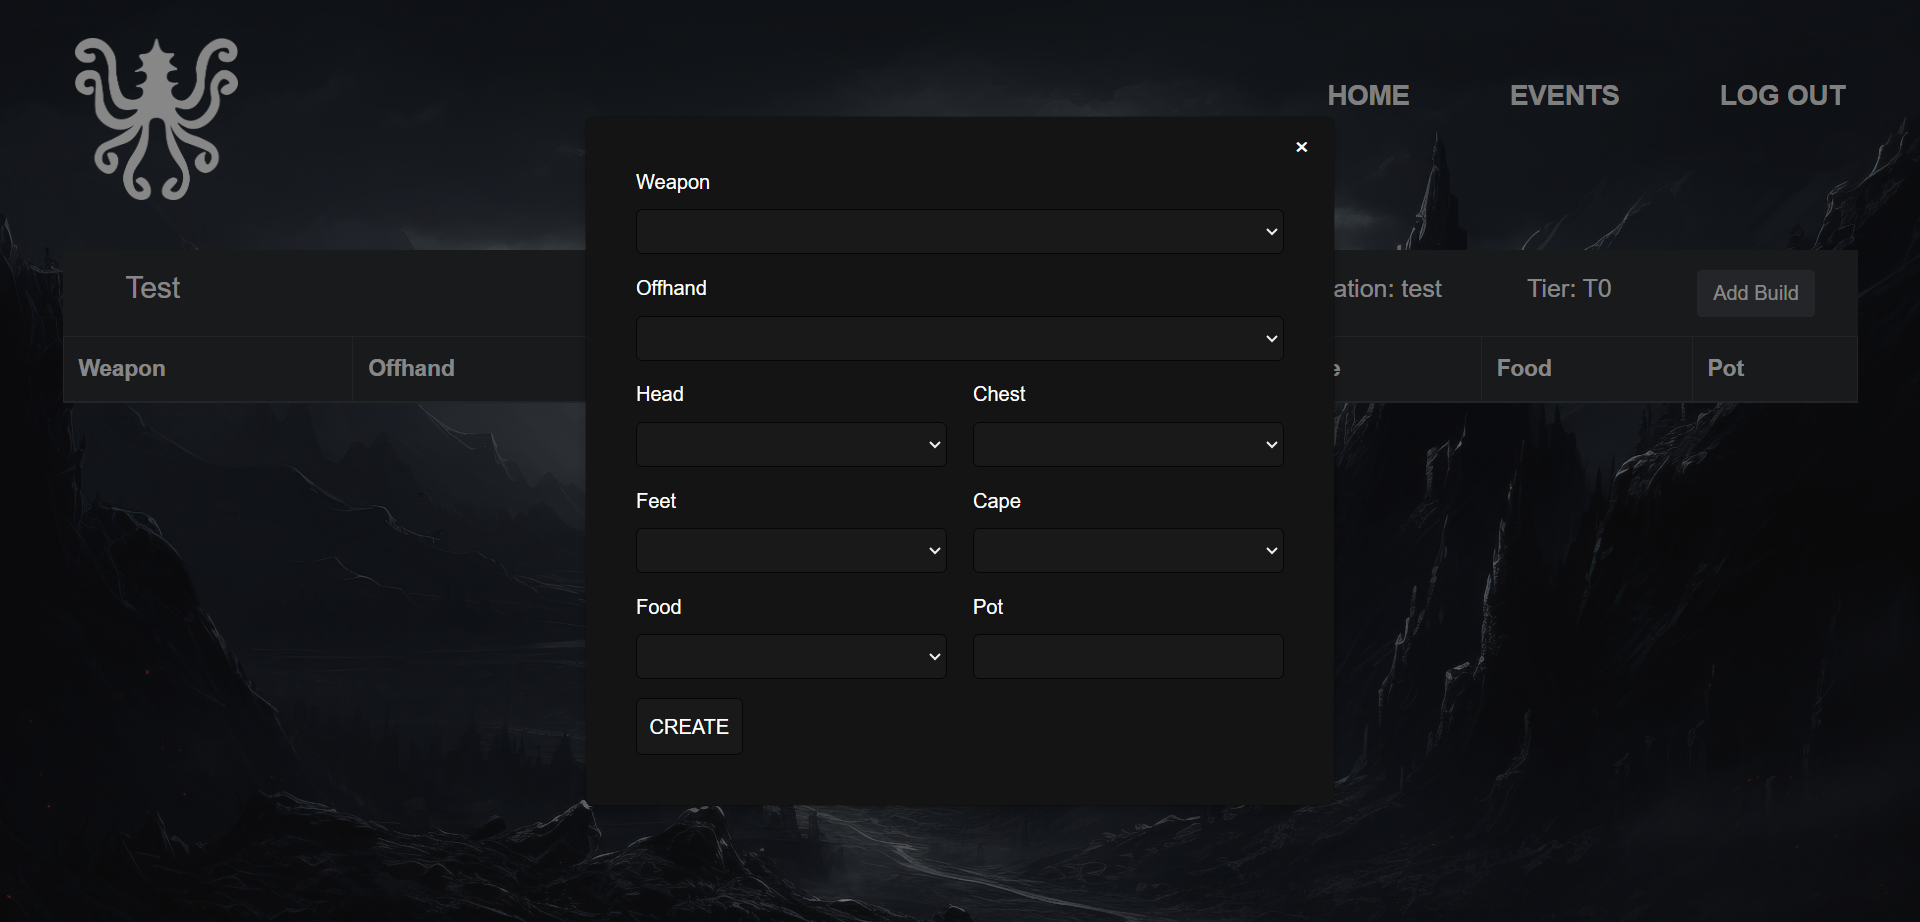 HOME EVENTS LOG OUT
×
Weapon
Offhand
Test
ation: test
Tier: T0
Add Build
Weapon
Offhand
e
Food
Pot
Head
Chest
Feet
Cape
Food
Pot
CREATE